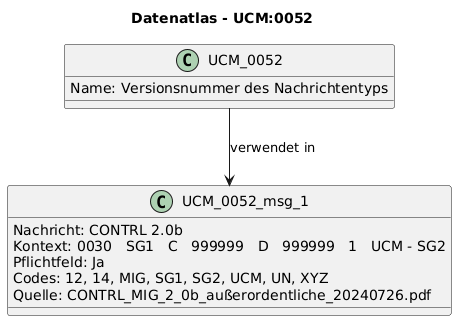 Datenatlas - UCM:0052
C UCM_0052
Name: Versionsnummer des Nachrichtentyps
verwendet in
C UCM_0052_msg_1
Nachricht: CONTRL 2.0b
Kontext: 0030   SG1   C   999999   D   999999   1   UCM - SG2
Pflichtfeld: Ja
Codes: 12, 14, MIG, SG1, SG2, UCM, UN, XYZ
Quelle: CONTRL_MIG_2_0b_außerordentliche_20240726.pdf